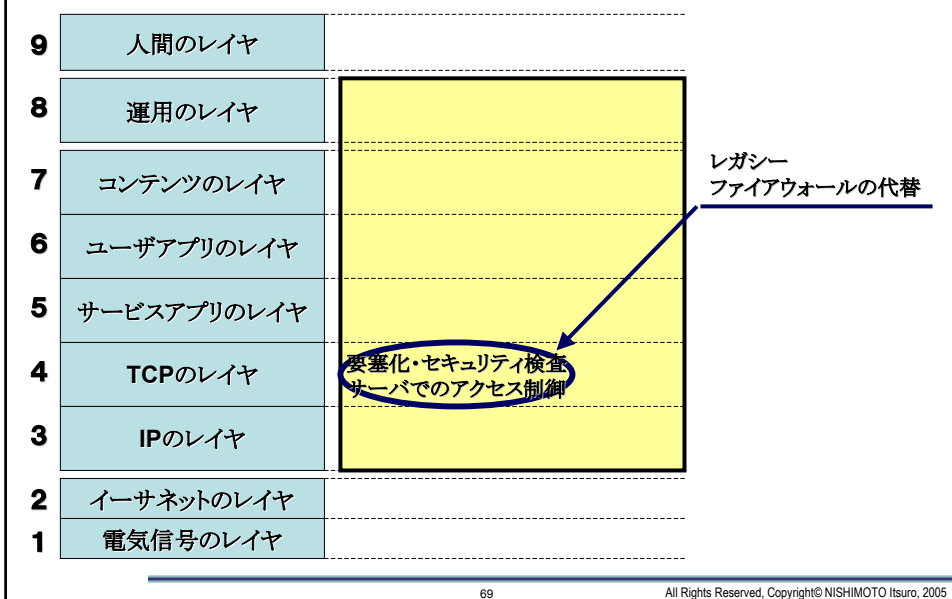 9 人間のレイヤ
8 運用のレイヤ
7 コンテンツのレイヤ
レガシー
ファイアウォールの代替
6 ユーザアプリのレイヤ
5 サービスアプリのレイヤ
4 TCPのレイヤ
要塞化・セキュリティ検査
サーバでのアクセス制御
3 IPのレイヤ
2 イーサネットのレイヤ
1 電気信号のレイヤ
69
All Rights Reserved, Copyright© NISHIMOTO Itsuro, 2005